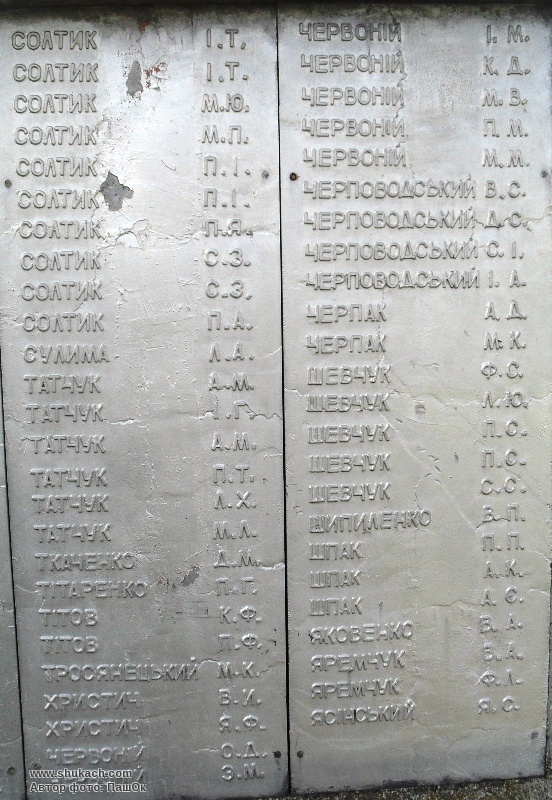 СОЛТИК І.Т.
СОЛТИК І.Т.
СОЛТИК М.Ю.
СОЛТИК М.П.
СОЛТИК П.І.
СОЛТИК П.І.
СОЛТИК П.Я.
СОЛТИК С.З.
СОЛТИК С.З.
СОЛТИК П.А.
СУЛИМА Л.А.
ТАТЧУК А.М.
ТАТЧУК І.Г.
ТАТЧУК А.М.
ТАТЧУК П.Т.
ТАТЧУК Л.Х.
ТАТЧУК М.Л.
ТКАЧЕНКО Д.М.
ТІТАРЕНКО П.Г.
ТІТОВ К.Ф.
ТІТОВ П.Ф.
ТРОЯНЕЦЬКИЙ М.К.
ХРИСТИЧ В.И.
ХРИСТИЧ Я.Ф.
ЧЕРВОНІЙ О.Д.
З.М.
ЧЕРВОНІЙ І.М.
ЧЕРВОНІЙ К.Д.
ЧЕРВОНІЙ М.В.
ЧЕРВОНІЙ П.М.
ЧЕРВОНІЙ М.М.
ЧЕРПОВОДСЬКИЙ В.С.
ЧЕРПОВОДСЬКИЙ Д.С.
ЧЕРПОВОДСЬКИЙ С.І.
ЧЕРПОВОДСЬКИЙ І.А.
ЧЕРПАК А.Д.
ЧЕРПАК М.К.
ШЕВЧУК Ф.С.
ШЕВЧУК Л.Ю.
ШЕВЧУК П.С.
ШЕВЧУК П.С.
ШЕВЧУК С.С.
ШИПИЛЕНКО В.П.
ШПАК П.П.
ШПАК А.К.
ШПАК А.Є.
ЯКОВЕНКО В.А.
ЯРЕМЧУК В.А.
ЯРЕМЧУК Ф.І.
ЯСІНСЬКИЙ Я.С.
www.shukach.com
Автор фото: ПашОк